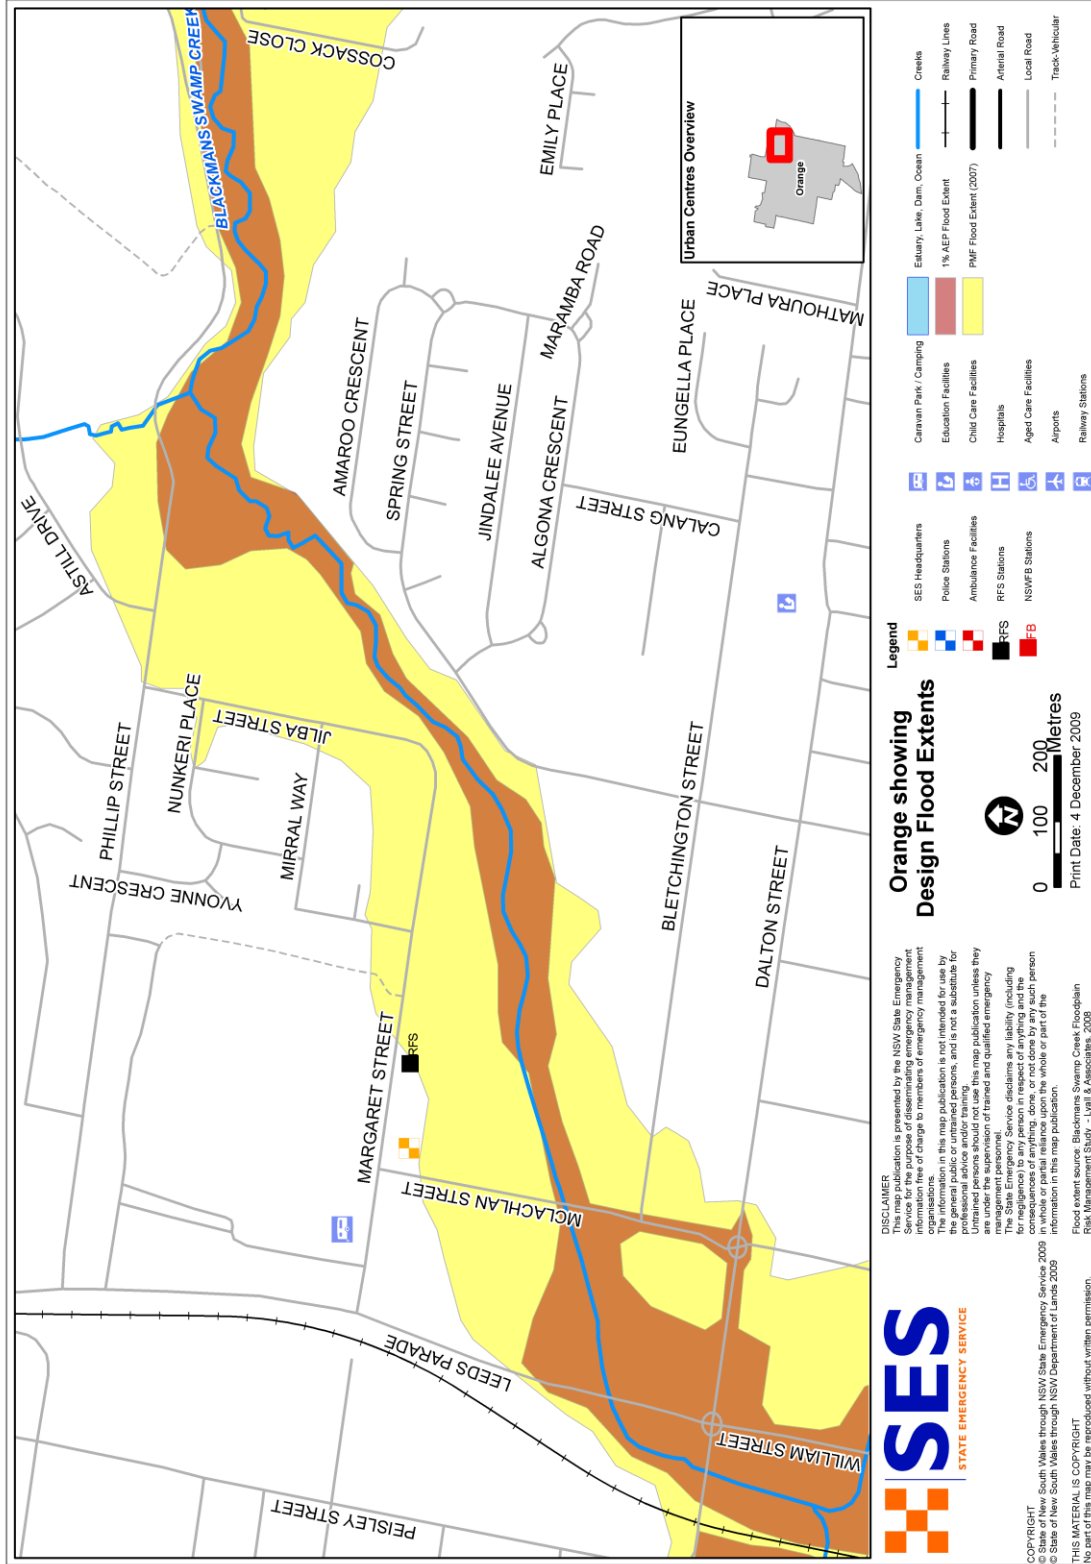 BLACKMANS SWAMP CREEK
COSSACK CLOSE
EMILY PLACE
ASTILL DRIVE
AMAROO CRESCENT
SPRING STREET
JINDALEE AVENUE
MARAMBA ROAD
ALGONA CRESCENT
EUNGELLA PLACE
MATHOURA PLACE
CALANG STREET
PHILLIP STREET
NUNKERI PLACE
JILBA STREET
MIRRAL WAY
YVONNE CRESCENT
MARGARET STREET
RFS
MCLACHLAN STREET
BLETCHINGTON STREET
DALTON STREET
LEEDS PARADE
WILLIAM STREET
PEISLEY STREET
Urban Centres Overview
Orange
SES
STATE EMERGENCY SERVICE
COPYRIGHT
© State of New South Wales through NSW State Emergency Service 2009
© State of New South Wales through NSW Department of Lands 2009
THIS MATERIAL IS COPYRIGHT
No part of this map may be reproduced without written permission.
DISCLAIMER
This map publication is presented by the NSW State Emergency
Service for the purpose of disseminating emergency management
information free of charge to members of emergency management
organisations.
The information in this map publication is not intended for use by
the general public or untrained persons, and is not a substitute for
professional advice and/or training.
Untrained persons should not use this map publication unless they
are under the supervision of trained and qualified emergency
management personnel.
The State Emergency Service disclaims any liability (including
for negligence) to any person in respect of anything and the
consequences of anything, done, or not done by any such person
in whole or partial reliance upon the whole or part of the
information in this map publication.
Flood extent source: Blackmans Swamp Creek Floodplain
Risk Management Study - Lyall & Associates, 2008
Orange showing
Design Flood Extents
N
0 100 200
Metres
Print Date: 4 December 2009
Legend
SES Headquarters
Police Stations
Ambulance Facilities
RFS RFS Stations
FB NSWFB Stations
Caravan Park / Camping
Education Facilities
Child Care Facilities
H Hospitals
Aged Care Facilities
Airports
Railway Stations
Estuary, Lake, Dam, Ocean
1% AEP Flood Extent
PMF Flood Extent (2007)
Creeks
Railway Lines
Primary Road
Arterial Road
Local Road
Track-Vehicular